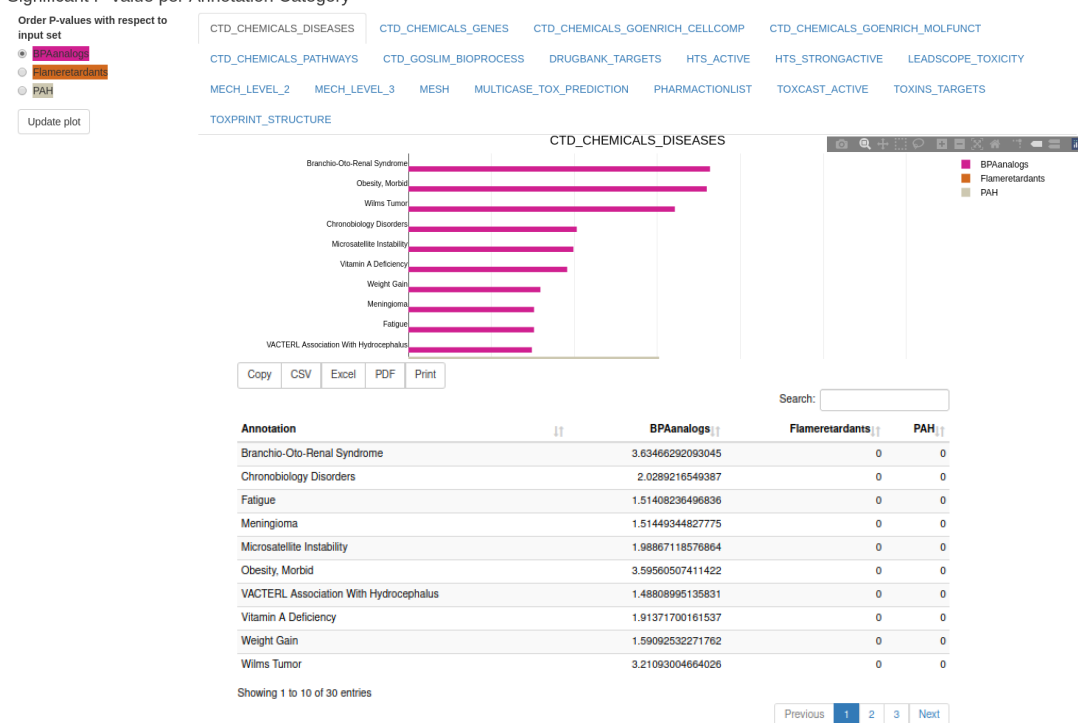 Significant P-value per Annotation Category
Order P-values with respect to
input set
BPAanalogs
Flameretardants
PAH
Update plot
CTD_CHEMICALS_DISEASES CTD_CHEMICALS_GENES CTD_CHEMICALS_GOENRICH_CELLCOMP CTD_CHEMICALS_GOENRICH_MOLFUNCT
CTD_CHEMICALS_PATHWAYS CTD_GOSLIM_BIOPROCESS DRUGBANK_TARGETS HTS_ACTIVE HTS_STRONGACTIVE LEADSCOPE_TOXICITY
MECH_LEVEL_2 MECH_LEVEL_3 MESH MULTICASE_TOX_PREDICTION PHARMACTIONLIST TOXCAST_ACTIVE TOXINS_TARGETS
TOXPRINT_STRUCTURE
CTD_CHEMICALS_DISEASES
Branchio-Oto-Renal Syndrome
Obesity, Morbid
Wilms Tumor
Chronobiology Disorders
Microsatellite Instability
Vitamin A Deficiency
Weight Gain
Meningioma
Fatigue
VACTERL Association With Hydrocephalus
BPAanalogs
Flameretardants
PAH
Copy CSV Excel PDF Print
Search:
Annotation BPAanalogs Flameretardants PAH
Branchio-Oto-Renal Syndrome 3.63466292093045 0 0
Chronobiology Disorders 2.0289216549387 0 0
Fatigue 1.51408236496836 0 0
Meningioma 1.51449344827775 0 0
Microsatellite Instability 1.98867118576864 0 0
Obesity, Morbid 3.59560507411422 0 0
VACTERL Association With Hydrocephalus 1.48808995135831 0 0
Vitamin A Deficiency 1.91371700161537 0 0
Weight Gain 1.59092532271762 0 0
Wilms Tumor 3.21093004664026 0 0
Showing 1 to 10 of 30 entries
Previous 1 2 3 Next